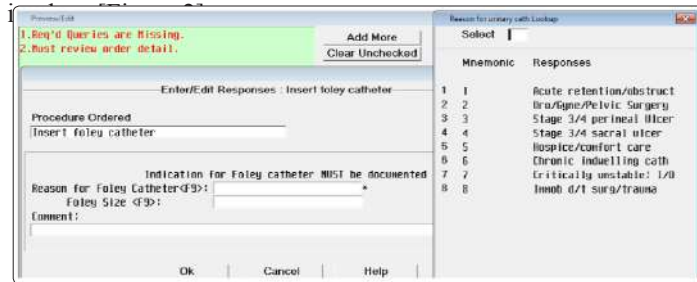 Preview/Edit
1.Req'd Queries are Missing.
2.Must review order detail.
Add More
Clear Unchecked
Enter/Edit Responses : Insert foley catheter
Procedure Ordered
Insert foley catheter
Indication for Foley catheter MUST be documented
Reason for Foley Catheter<F9>: *
Foley Size <F9>:
Comment:
Ok | Cancel | Help
Reason for urinary cath Lookup
Select
Mnemonic Responses
1 1 Acute retention/obstruct
2 2 Uro/Gyne/Pelvic Surgery
3 3 Stage 3/4 perineal Ulcer
4 4 Stage 3/4 sacral ulcer
5 5 Hospice/comfort care
6 6 Chronic indwelling cath
7 7 Critically unstable: I/O
8 8 Immob d/t surg/trauma